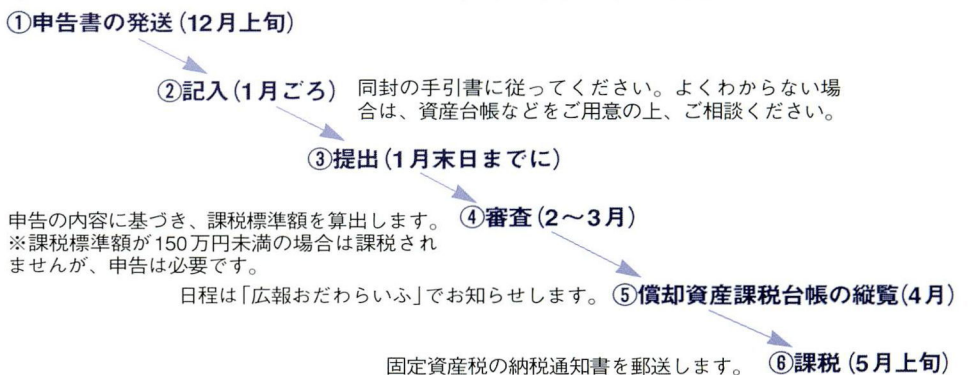 ①申告書の発送(12月上旬)
②記入(1月ごろ)
同封の手引書に従ってください。よくわからない場
合は、資産台帳などをご用意の上、ご相談ください。
③提出(1月末日までに)
申告の内容に基づき、課税標準額を算出します。
※課税標準額が150万円未満の場合は課税され
ませんが、申告は必要です。
④審査(2～3月)
日程は「広報おだわらいふ」でお知らせします。
⑤償却資産課税台帳の縦覧(4月)
固定資産税の納税通知書を郵送します。
⑥課税(5月上旬)